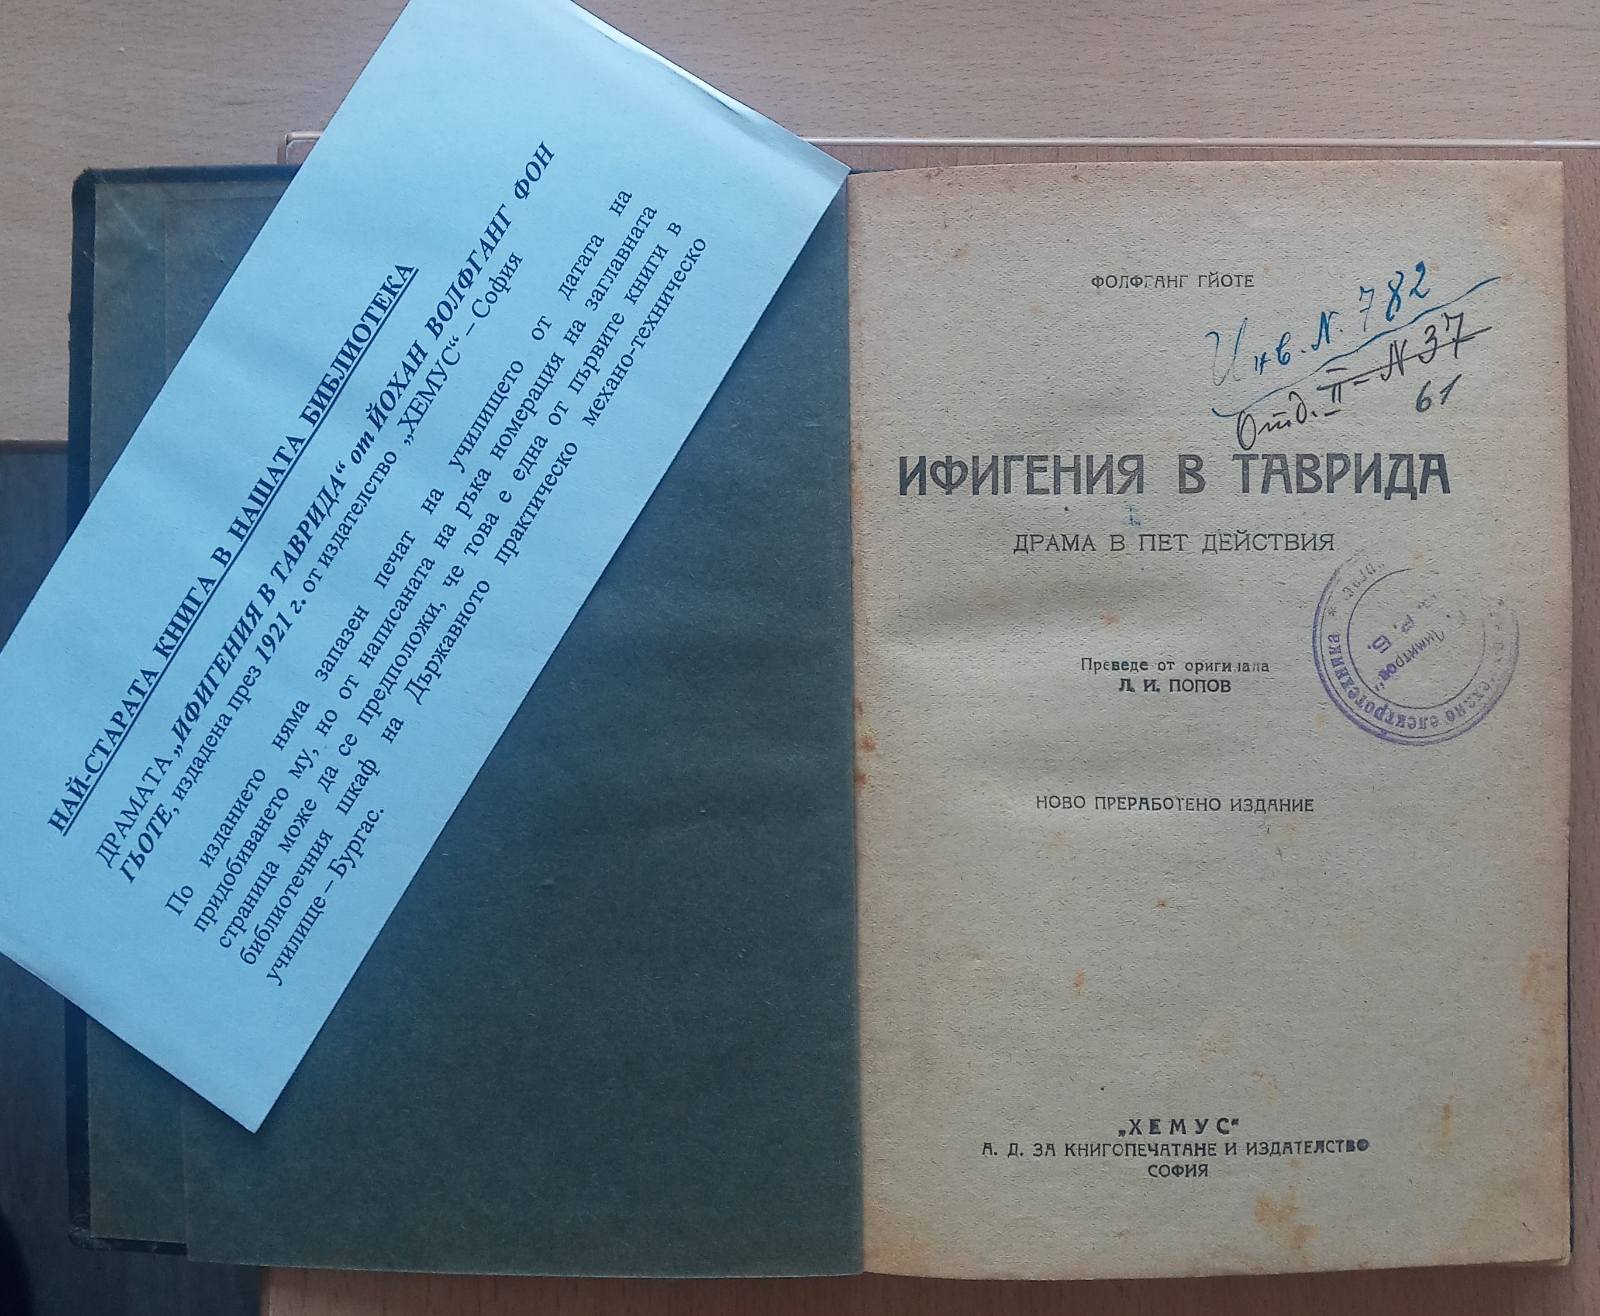 НАЙ-СТАРАТА КНИГА В НАШАТА БИБЛИОТЕКА
ДРАМАТА „ИФИГЕНИЯ В ТАВРИДА“ от ЙОХАН ВОЛФГАНГ ФОН
ГЬОТЕ, издадена през 1921 г. от издателство „ХЕМУС“ – София
По изданието няма запазен печат на училището от датата на
придобиването му, но от написаната на ръка номерация на заглавната
страница може да се предположи, че това е една от първите книги в
библиотечния шкаф на Държавното практическо механо-техническо
училище – Бургас.
ФОЛФГАНГ ГЙОТЕ
Инв. N. 782
Отд. II - N 37
61
ИФИГЕНИЯ В ТАВРИДА
ДРАМА В ПЕТ ДЕЙСТВИЯ
електротехника *
Димитров“
Преведе от оригинала
Л. И. ПОПОВ
НОВО ПРЕРАБОТЕНО ИЗДАНИЕ
„ХЕМУС“
А. Д. ЗА КНИГОПЕЧАТАНЕ И ИЗДАТЕЛСТВО
СОФИЯ